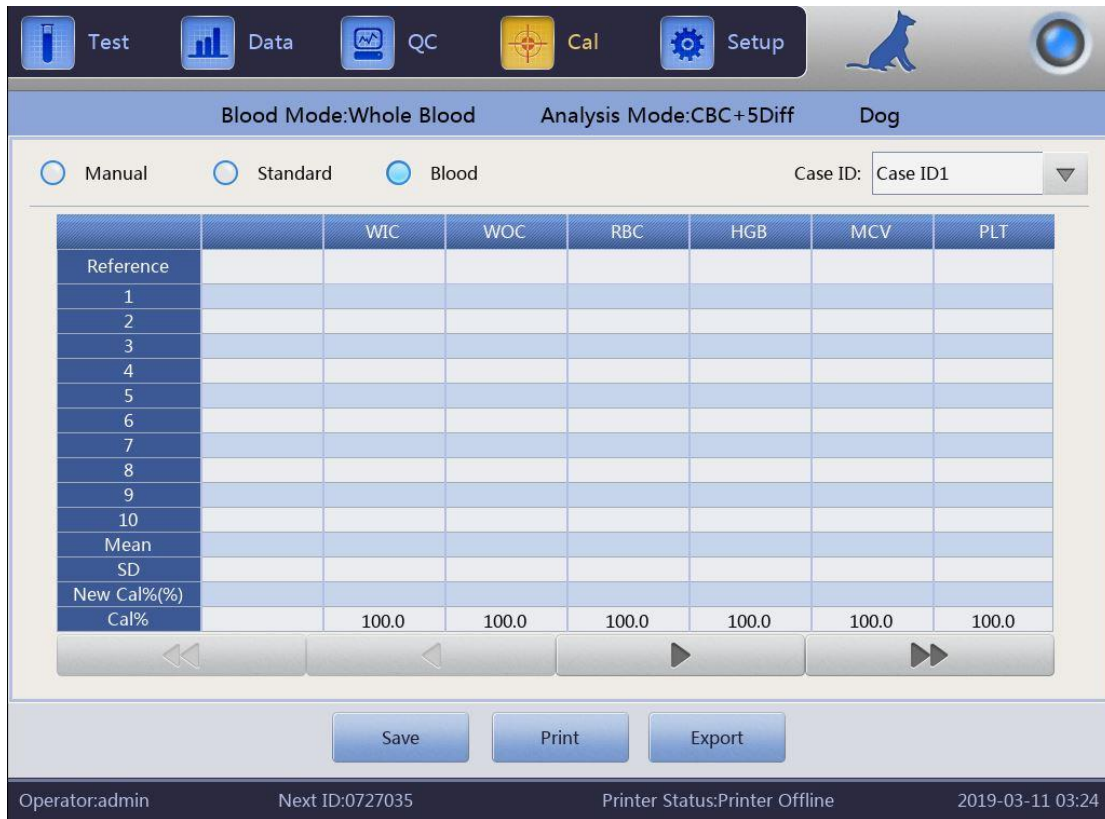 Test Data QC Cal Setup
Blood Mode:Whole Blood Analysis Mode:CBC+5Diff Dog
Manual Standard Blood Case ID: Case ID1
WIC WOC RBC HGB MCV PLT
Reference
1
2
3
4
5
6
7
8
9
10
Mean
SD
New Cal%(%)
Cal% 100.0 100.0 100.0 100.0 100.0 100.0
Save Print Export
Operator:admin Next ID:0727035 Printer Status:Printer Offline 2019-03-11 03:24